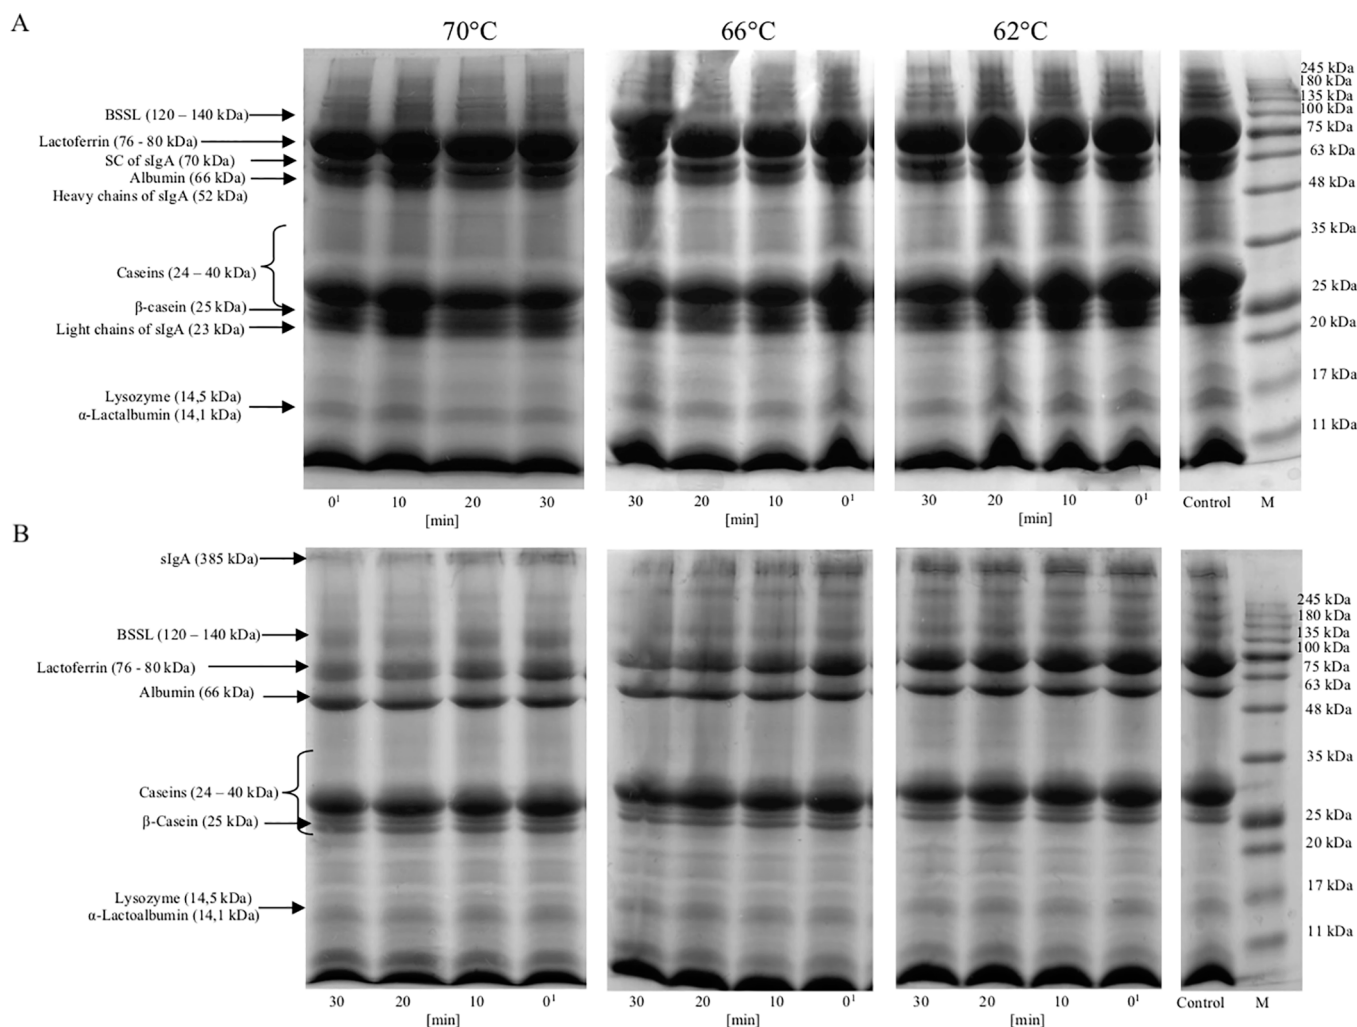 A
70°C 66°C 62°C
BSSL (120 – 140 kDa)
Lactoferrin (76 - 80 kDa)
SC of sIgA (70 kDa)
Albumin (66 kDa)
Heavy chains of sIgA (52 kDa)
Caseins (24 – 40 kDa)
β-casein (25 kDa)
Light chains of sIgA (23 kDa)
Lysozyme (14,5 kDa)
α-Lactalbumin (14,1 kDa)
245 kDa
180 kDa
135 kDa
100 kDa
75 kDa
63 kDa
48 kDa
35 kDa
25 kDa
20 kDa
17 kDa
11 kDa
0¹ 10 20 30 30 20 10 0¹ 30 20 10 0¹ Control M
[min] [min] [min]
B
sIgA (385 kDa)
BSSL (120 – 140 kDa)
Lactoferrin (76 – 80 kDa)
Albumin (66 kDa)
Caseins (24 – 40 kDa)
β-Casein (25 kDa)
Lysozyme (14,5 kDa)
α-Lactoalbumin (14,1 kDa)
245 kDa
180 kDa
135 kDa
100 kDa
75 kDa
63 kDa
48 kDa
35 kDa
25 kDa
20 kDa
17 kDa
11 kDa
30 20 10 0¹ 30 20 10 0¹ 30 20 10 0¹ Control M
[min] [min] [min]